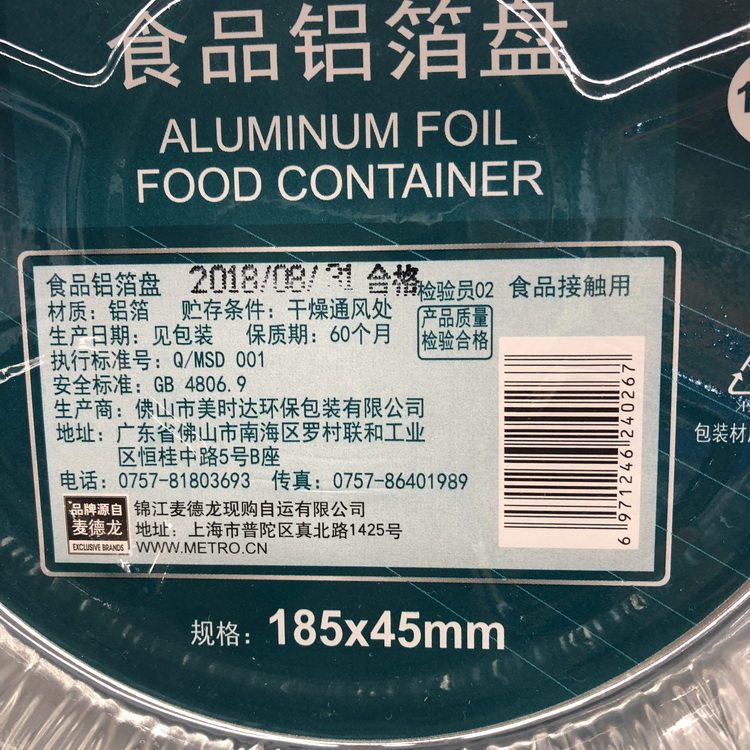 食品铝箔盘
ALUMINUM FOIL
FOOD CONTAINER
食品铝箔盘 2018/08/31 合格 检验员02 食品接触用
材质：铝箔 贮存条件：干燥通风处
产品质量
检验合格
生产日期：见包装 保质期：60个月
执行标准号：Q/MSD 001
安全标准：GB 4806.9
生产商：佛山市美时达环保包装有限公司
地址：广东省佛山市南海区罗村联和工业
区恒桂中路5号B座
电话：0757-81803693 传真：0757-86401989
6 971246 240267
品牌源自
麦德龙
EXCLUSIVE BRANDS
锦江麦德龙现购自运有限公司
地址：上海市普陀区真北路1425号
WWW.METRO.CN
包装材
规格：185x45mm